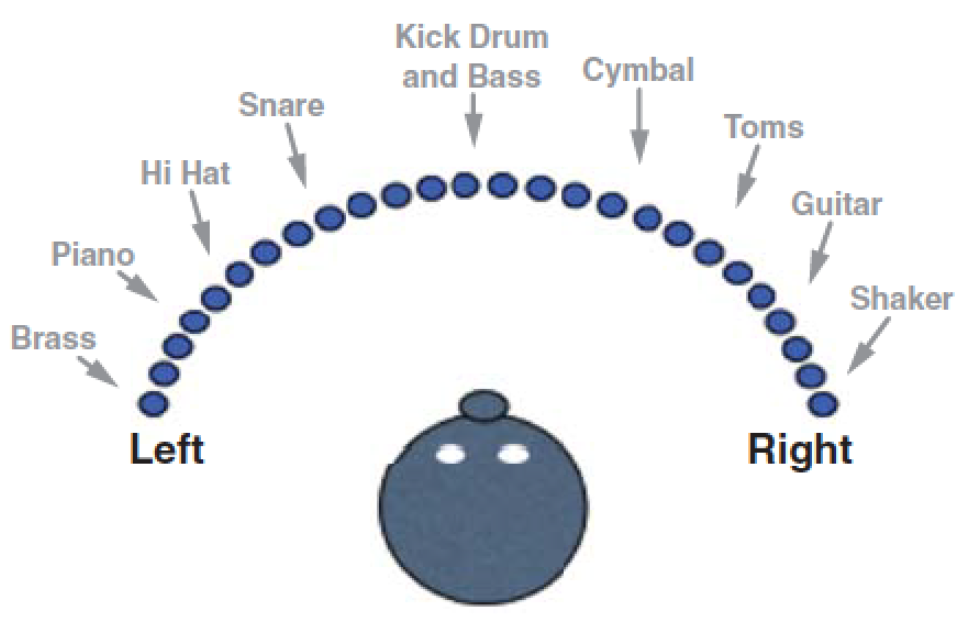 Kick Drum
and Bass
Cymbal
Snare
Toms
Hi Hat
Guitar
Piano
Shaker
Brass
Left
Right